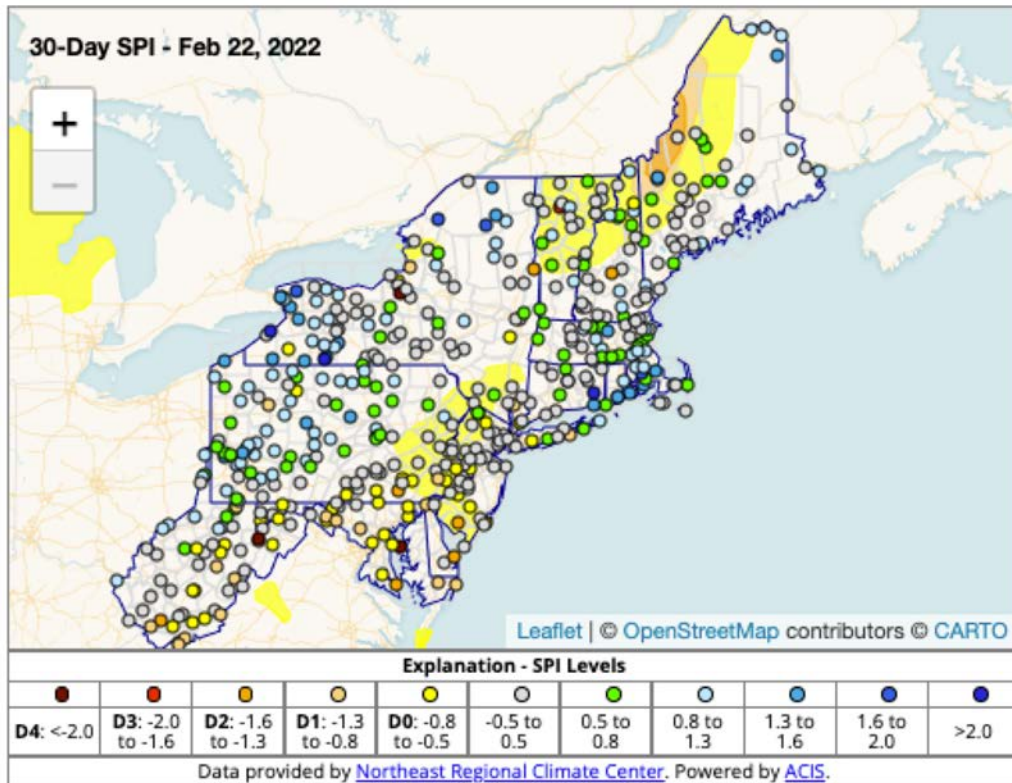 30-Day SPI - Feb 22, 2022
+
−
Leaflet | © OpenStreetMap contributors © CARTO
Explanation - SPI Levels
D4: <-2.0
D3: -2.0
to -1.6
D2: -1.6
to -1.3
D1: -1.3
to -0.8
D0: -0.8
to -0.5
-0.5 to
0.5
0.5 to
0.8
0.8 to
1.3
1.3 to
1.6
1.6 to
2.0
>2.0
Data provided by Northeast Regional Climate Center. Powered by ACIS.